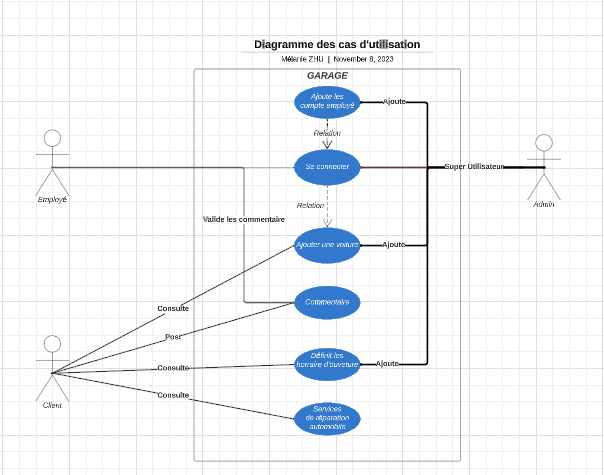 Diagramme des cas d'utilisation
Mélanie ZHU | November 8, 2023
GARAGE
Ajoute les
compte employé
Ajoute
Relation
Se connecter
Super Utilisateur
Employé
Admin
Relation
Valide les commentaire
Ajouter une voiture
Ajoute
Commentaire
Consulte
Post
Définit les
horraire d'ouveture
Ajoute
Consulte
Client
Consulte
Services
de réparation
automobile